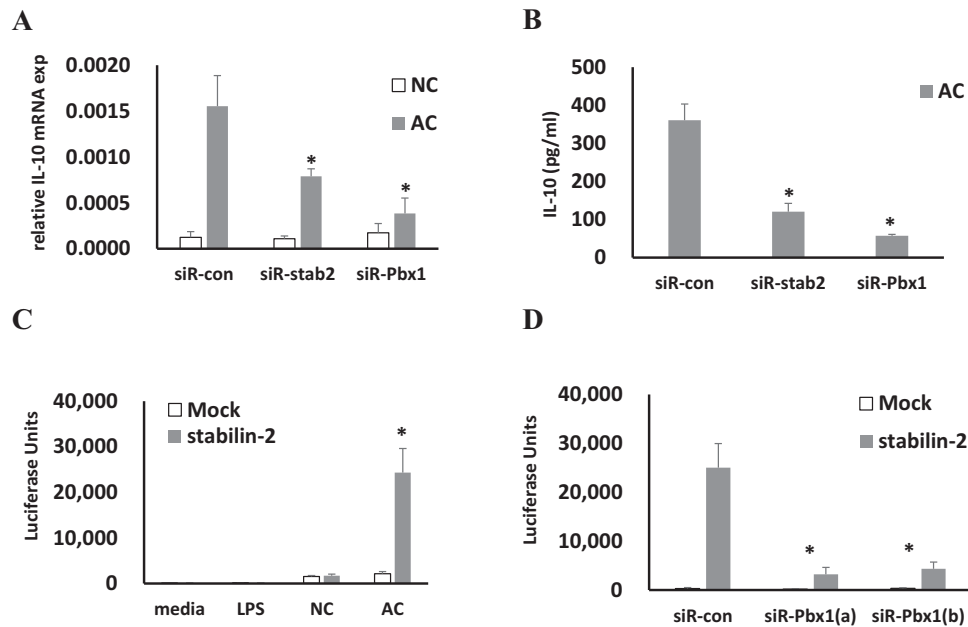 A
relative IL-10 mRNA exp
0.0020
0.0015
0.0010
0.0005
0.0000
NC
AC
*
*
siR-con siR-stab2 siR-Pbx1
B
IL-10 (pg/ml)
500
400
300
200
100
0
AC
*
*
siR-con siR-stab2 siR-Pbx1
C
Luciferase Units
40,000
30,000
20,000
10,000
0
Mock
stabilin-2
*
media LPS NC AC
D
Luciferase Units
40,000
30,000
20,000
10,000
0
Mock
stabilin-2
*
*
siR-con siR-Pbx1(a) siR-Pbx1(b)